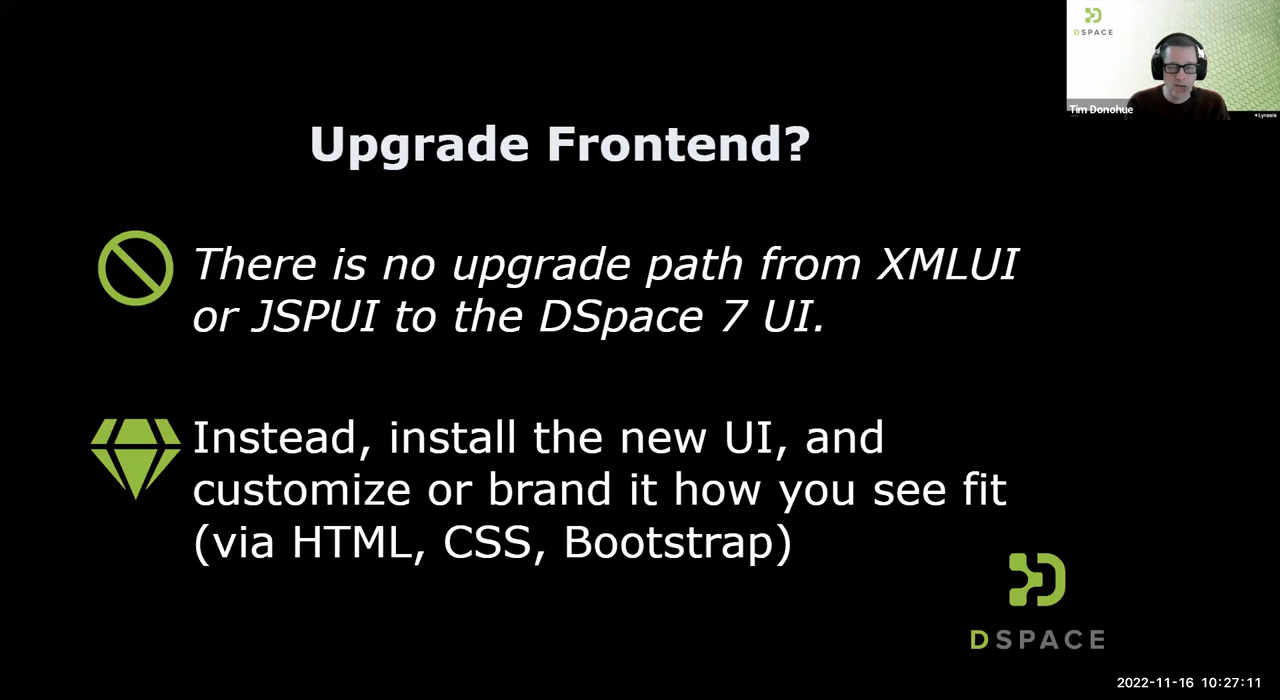 DSPACE
Tim Donohue
Lyrasis
Upgrade Frontend?
There is no upgrade path from XMLUI
or JSPUI to the DSpace 7 UI.
Instead, install the new UI, and
customize or brand it how you see fit
(via HTML, CSS, Bootstrap)
DSPACE
2022-11-16 10:27:11